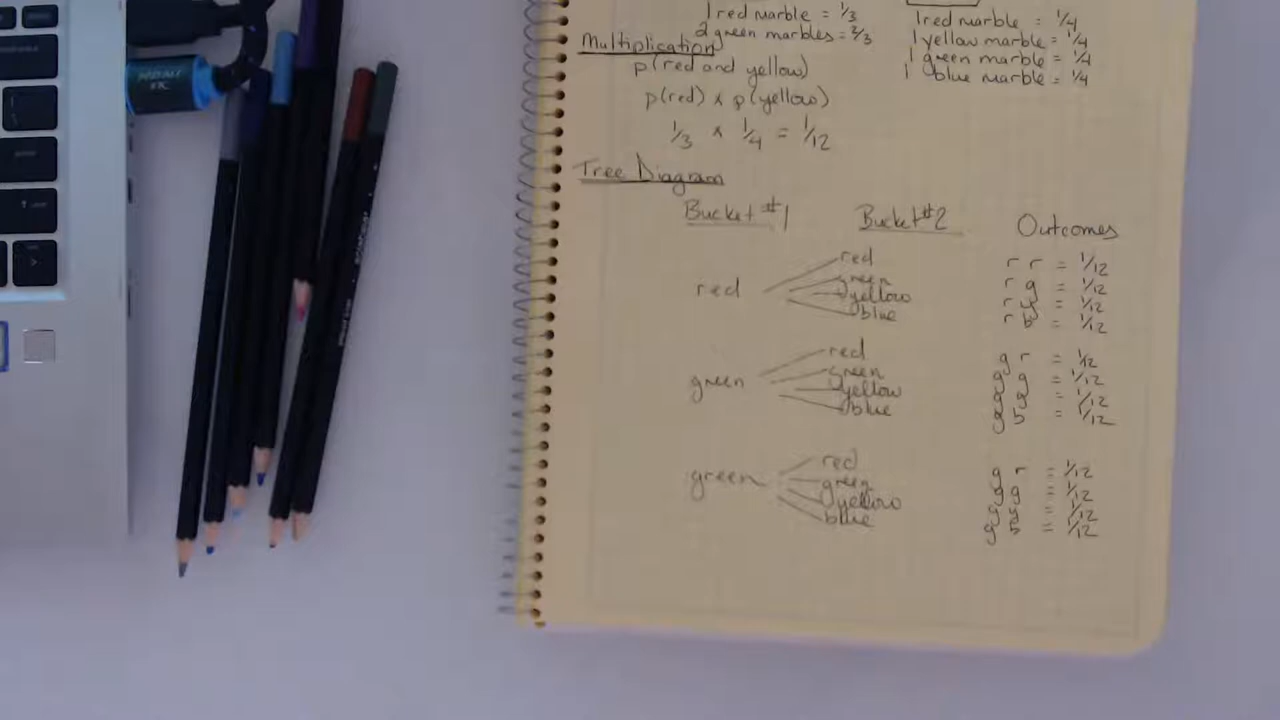 1 red marble = 1/3
2 green marbles = 2/3
1 red marble = 1/4
1 yellow marble = 1/4
1 green marble = 1/4
1 blue marble = 1/4
Multiplication
p(red and yellow)
p(red) x p(yellow)
1/3 x 1/4 = 1/12
Tree Diagram
Bucket #1 Bucket #2 Outcomes
red
red
green
yellow
blue
r r = 1/12
r g = 1/12
r y = 1/12
r b = 1/12
green
red
green
yellow
blue
g r = 1/12
g g = 1/12
g y = 1/12
g b = 1/12
green
red
green
yellow
blue
g r = 1/12
g g = 1/12
g y = 1/12
g b = 1/12